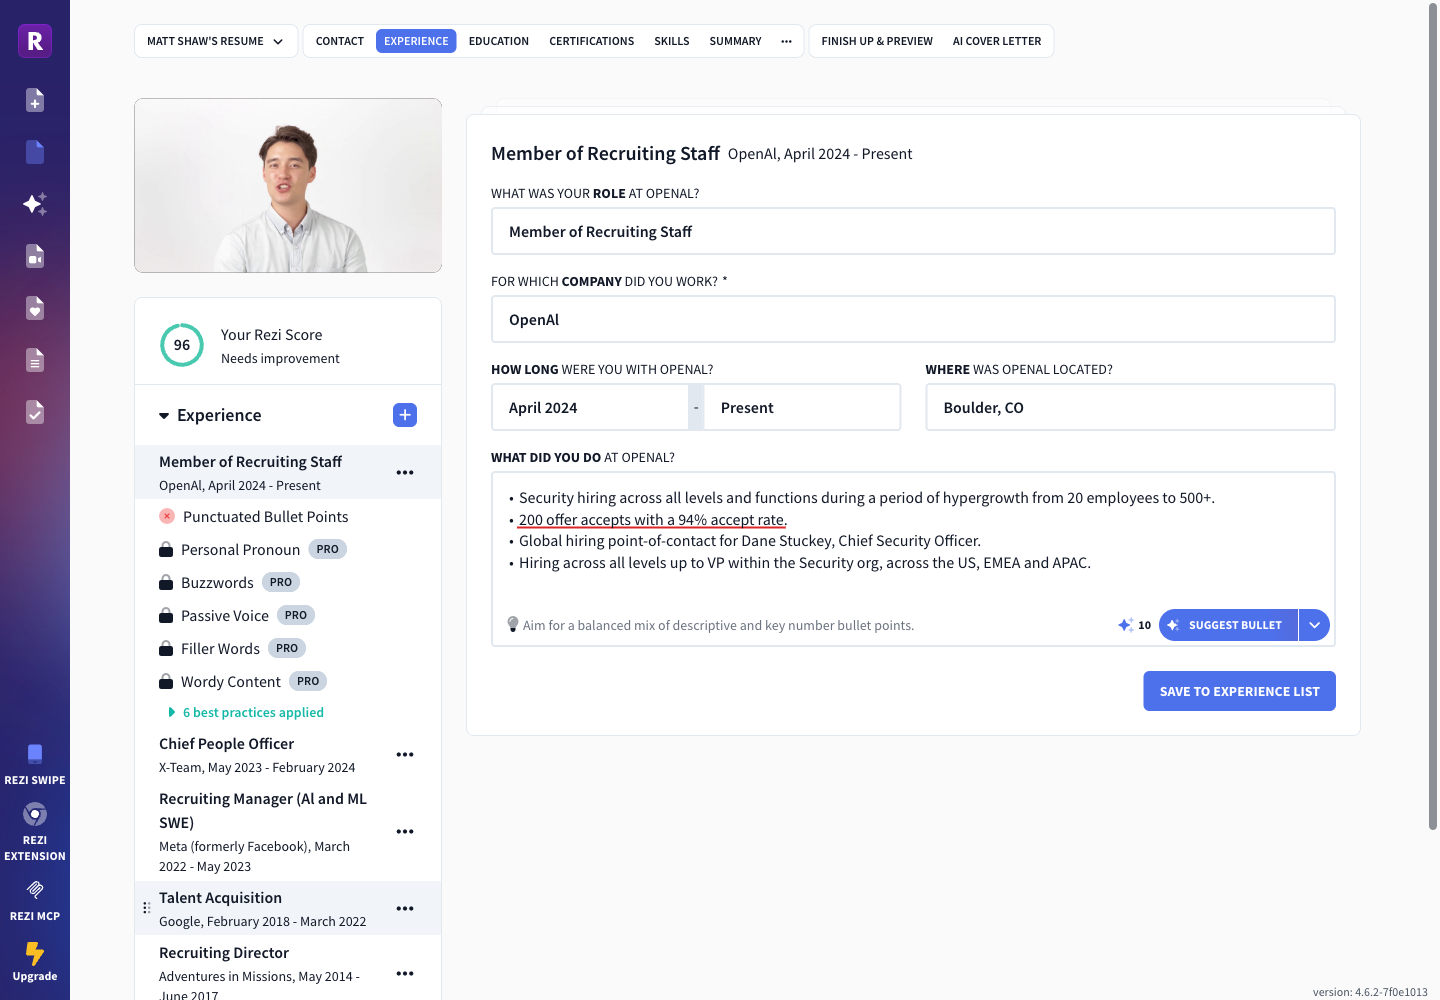 R
MATT SHAW'S RESUME
CONTACT
EXPERIENCE
EDUCATION
CERTIFICATIONS
SKILLS
SUMMARY
FINISH UP & PREVIEW
AI COVER LETTER
REZI SWIPE
REZI
EXTENSION
REZI MCP
Upgrade
96
Your Rezi Score
Needs improvement
Experience
Member of Recruiting Staff
OpenAl, April 2024 - Present
Punctuated Bullet Points
Personal Pronoun PRO
Buzzwords PRO
Passive Voice PRO
Filler Words PRO
Wordy Content PRO
6 best practices applied
Chief People Officer
X-Team, May 2023 - February 2024
Recruiting Manager (Al and ML
SWE)
Meta (formerly Facebook), March
2022 - May 2023
Talent Acquisition
Google, February 2018 - March 2022
Recruiting Director
Adventures in Missions, May 2014 -
June 2017
Member of Recruiting Staff OpenAl, April 2024 - Present
WHAT WAS YOUR ROLE AT OPENAL?
Member of Recruiting Staff
FOR WHICH COMPANY DID YOU WORK? *
OpenAl
HOW LONG WERE YOU WITH OPENAL?
April 2024 - Present
WHERE WAS OPENAL LOCATED?
Boulder, CO
WHAT DID YOU DO AT OPENAL?
• Security hiring across all levels and functions during a period of hypergrowth from 20 employees to 500+.
• 200 offer accepts with a 94% accept rate.
• Global hiring point-of-contact for Dane Stuckey, Chief Security Officer.
• Hiring across all levels up to VP within the Security org, across the US, EMEA and APAC.
Aim for a balanced mix of descriptive and key number bullet points.
10
SUGGEST BULLET
SAVE TO EXPERIENCE LIST
version: 4.6.2-7f0e1013